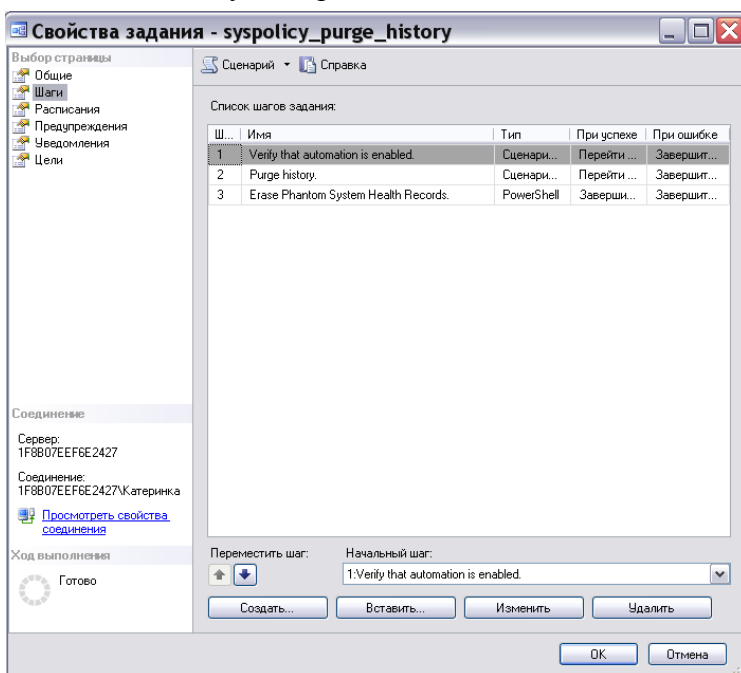 Свойства задания - syspolicy_purge_history
Выбор страницы
Общие
Шаги
Расписания
Предупреждения
Уведомления
Цели
Сценарий Справка
Список шагов задания:
Ш... Имя Тип При успехе При ошибке
1 Verify that automation is enabled. Сценари... Перейти ... Завершит...
2 Purge history. Сценари... Перейти ... Завершит...
3 Erase Phantom System Health Records. PowerShell Заверши... Завершит...
Соединение
Сервер:
1F8B07EEF6E2427
Соединение:
1F8B07EEF6E2427\Катеринка
Просмотреть свойства
соединения
Ход выполнения
Готово
Переместить шаг: Начальный шаг:
1:Verify that automation is enabled.
Создать... Вставить... Изменить Удалить
OK Отмена